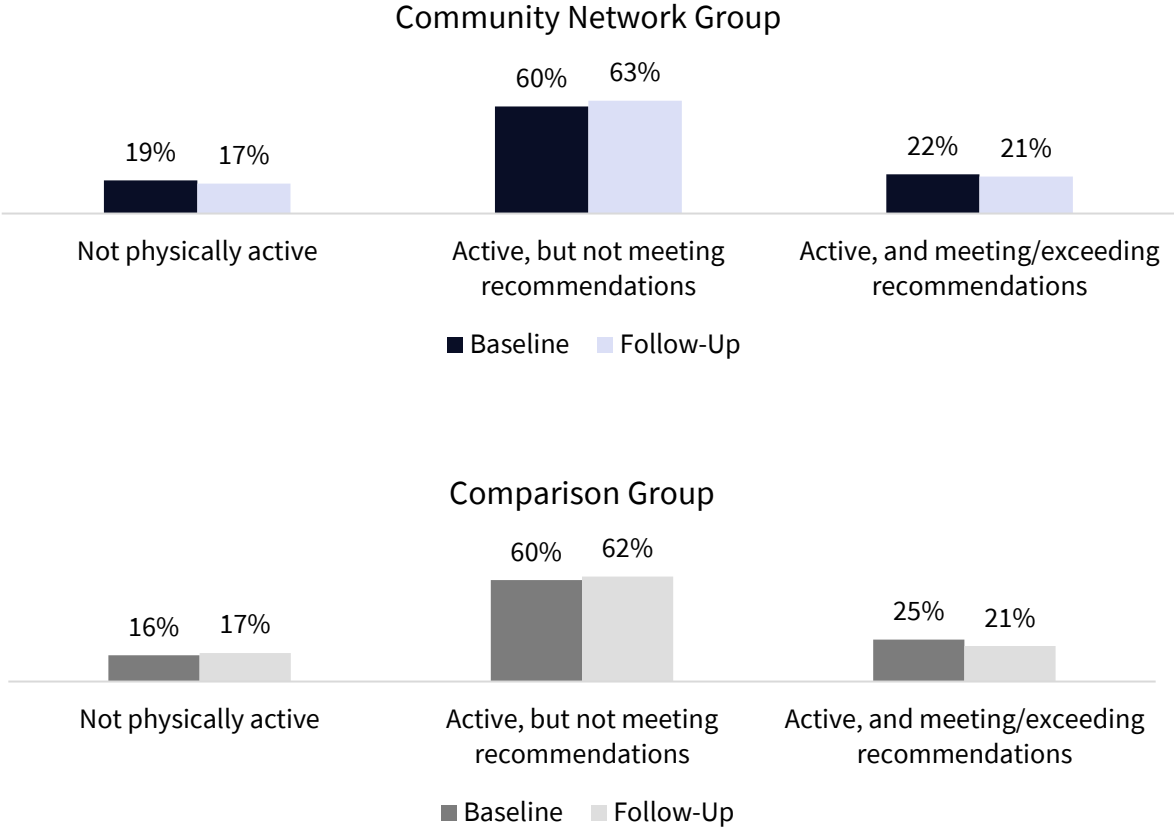 Community Network Group
60% 63%
19% 17% 22% 21%
Not physically active Active, but not meeting Active, and meeting/exceeding
recommendations recommendations
Baseline Follow-Up
Comparison Group
60% 62%
16% 17% 25% 21%
Not physically active Active, but not meeting Active, and meeting/exceeding
recommendations recommendations
Baseline Follow-Up